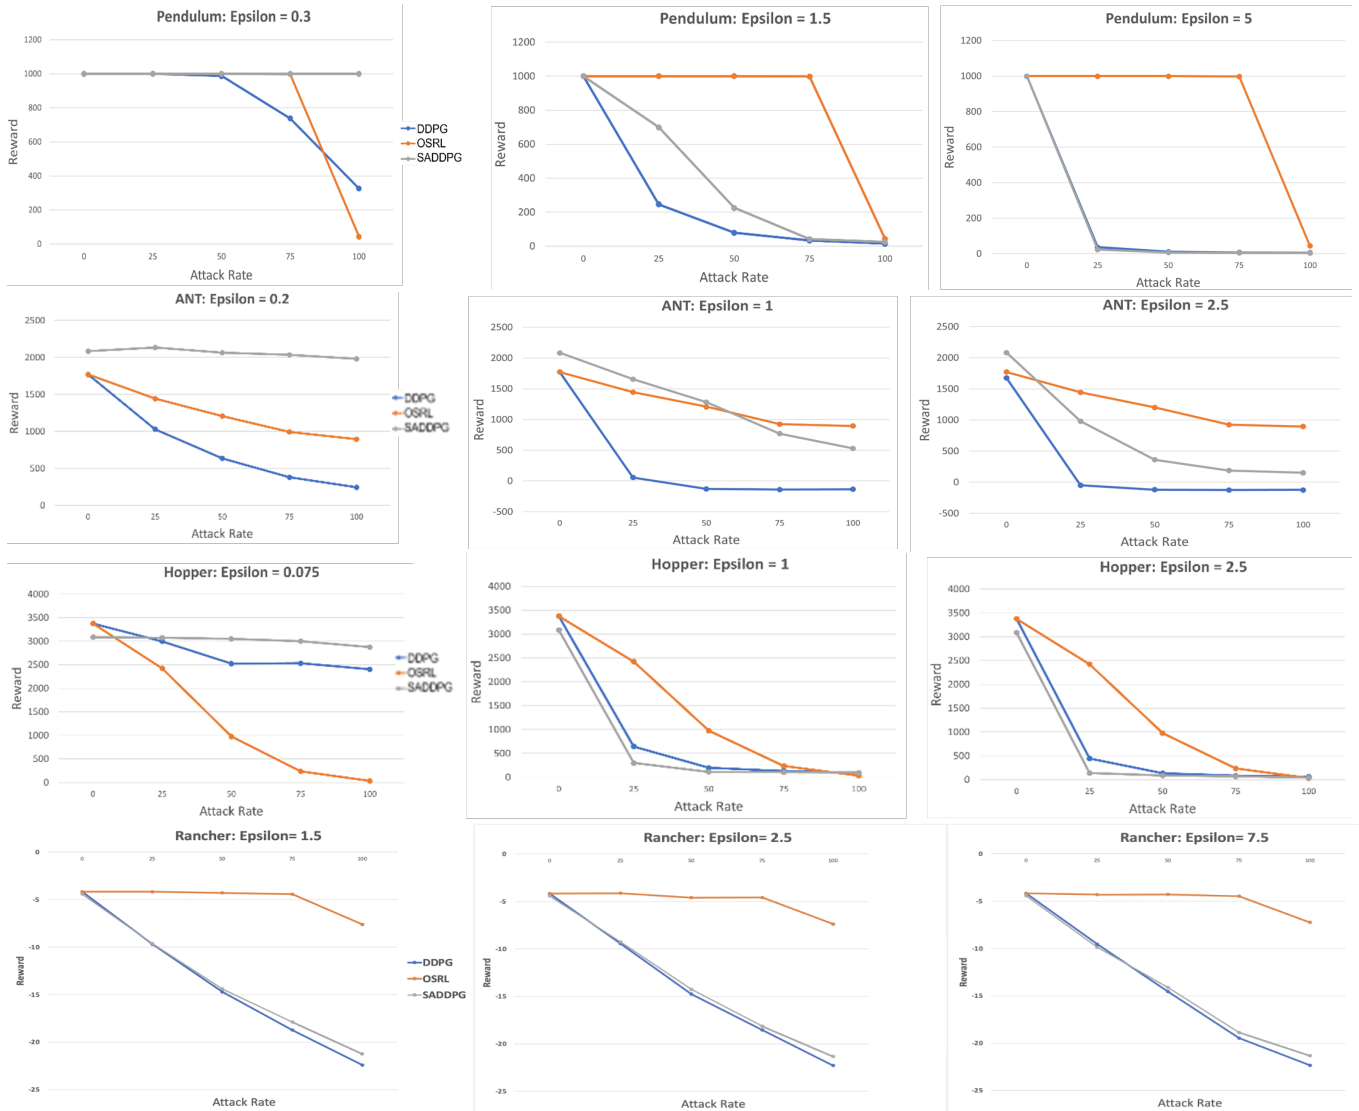 Pendulum: Epsilon = 0.3
1200
1000
800
600
400
200
0
Reward
0 25 50 75 100
Attack Rate
DDPG
OSRL
SADDPG
Pendulum: Epsilon = 1.5
1200
1000
800
600
400
200
0
Reward
0 25 50 75 100
Attack Rate
Pendulum: Epsilon = 5
1200
1000
800
600
400
200
0
Reward
0 25 50 75 100
Attack Rate
ANT: Epsilon = 0.2
2500
2000
1500
1000
500
0
Reward
0 25 50 75 100
Attack Rate
DDPG
OSRL
SADDPG
ANT: Epsilon = 1
2500
2000
1500
1000
500
0
-500
Reward
0 25 50 75 100
Attack Rate
ANT: Epsilon = 2.5
2500
2000
1500
1000
500
0
-500
Reward
0 25 50 75 100
Attack Rate
Hopper: Epsilon = 0.075
4000
3500
3000
2500
2000
1500
1000
500
0
Reward
0 25 50 75 100
Attack Rate
DDPG
OSRL
SADDPG
Hopper: Epsilon = 1
4000
3500
3000
2500
2000
1500
1000
500
0
Reward
0 25 50 75 100
Attack Rate
Hopper: Epsilon = 2.5
4000
3500
3000
2500
2000
1500
1000
500
0
Reward
0 25 50 75 100
Attack Rate
Rancher: Epsilon= 1.5
0
-5
-10
-15
-20
-25
Reward
0 25 50 75 100
Attack Rate
DDPG
OSRL
SADDPG
Rancher: Epsilon= 2.5
0
-5
-10
-15
-20
-25
Reward
0 25 50 75 100
Attack Rate
Rancher: Epsilon= 7.5
0
-5
-10
-15
-20
-25
Reward
0 25 50 75 100
Attack Rate